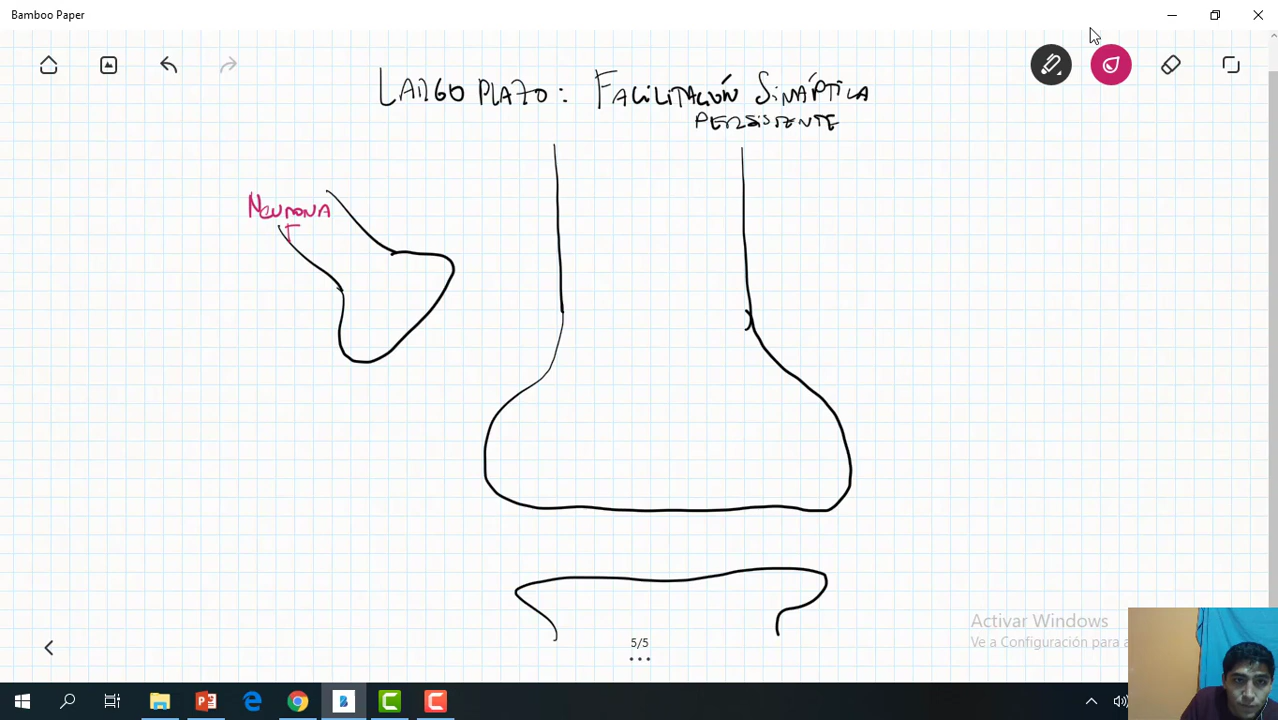 Bamboo Paper
LARGO PLAZO: FACILITACIÓN SINÁPTICA
PERSISTENTE
NEURONA
F
5/5
Activar Windows
Ve a Configuración para a